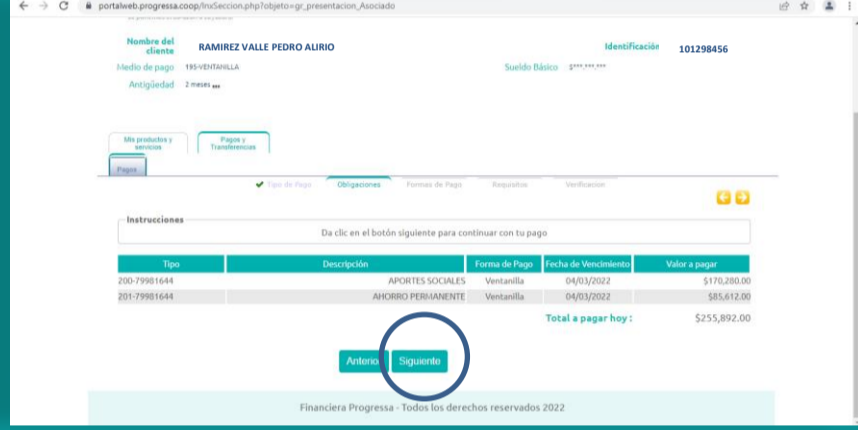 portalweb.progressa.coop/lnxSeccion.php?objeto=gr_presentacion_Asociado
Nombre del cliente RAMIREZ VALLE PEDRO ALIRIO Identificación 101298456
Medio de pago 195-VENTANILLA Sueldo Básico $***,***,***
Antigüedad 2 meses
Mis productos y servicios Pagos y Transferencias
Pagos
Tipo de Pago Obligaciones Formas de Pago Requisitos Verificacion
Instrucciones
Da clic en el botón siguiente para continuar con tu pago
Tipo Descripción Forma de Pago Fecha de Vencimiento Valor a pagar
200-79981644 APORTES SOCIALES Ventanilla 04/03/2022 $170,280.00
201-79981644 AHORRO PERMANENTE Ventanilla 04/03/2022 $85,612.00
Total a pagar hoy : $255,892.00
Anterior Siguiente
Financiera Progressa - Todos los derechos reservados 2022